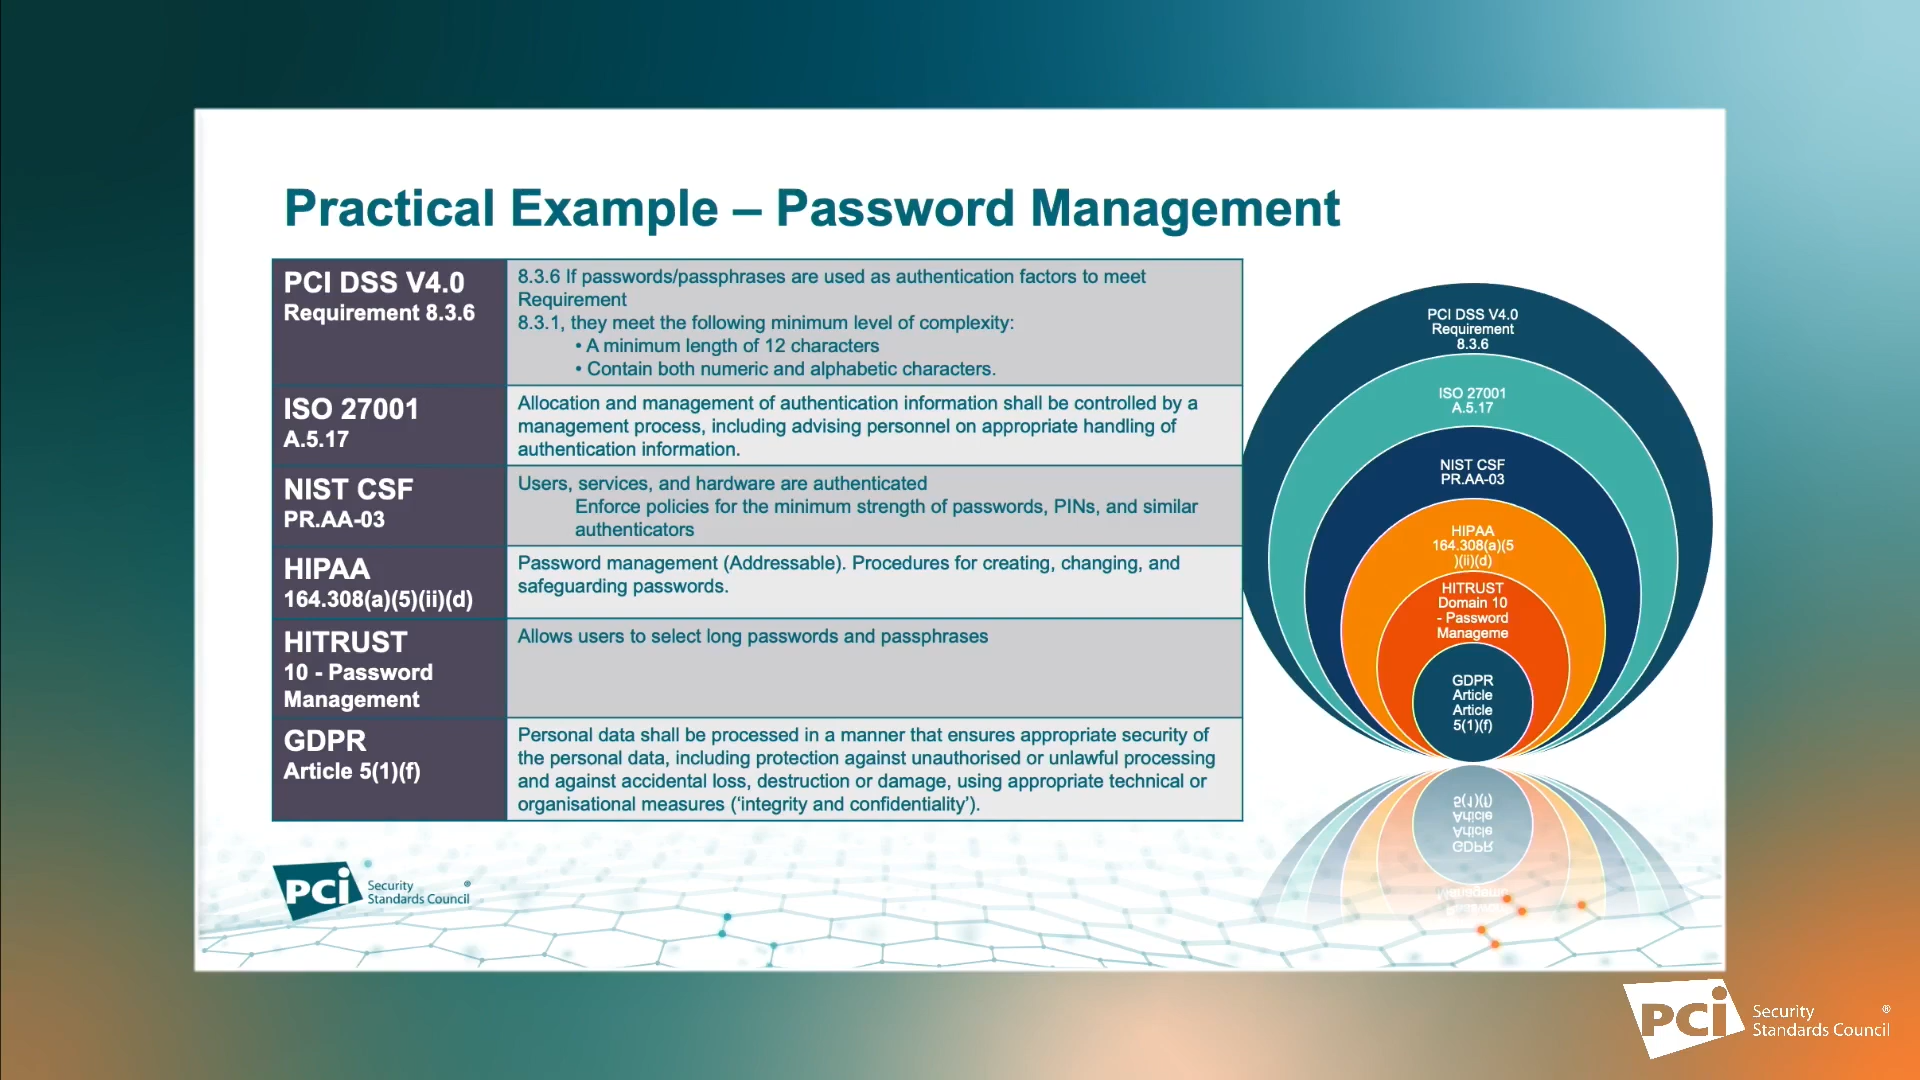 Practical Example – Password Management
PCI DSS V4.0
Requirement 8.3.6
8.3.6 If passwords/passphrases are used as authentication factors to meet
Requirement
8.3.1, they meet the following minimum level of complexity:
• A minimum length of 12 characters
• Contain both numeric and alphabetic characters.
ISO 27001
A.5.17
Allocation and management of authentication information shall be controlled by a
management process, including advising personnel on appropriate handling of
authentication information.
NIST CSF
PR.AA-03
Users, services, and hardware are authenticated
Enforce policies for the minimum strength of passwords, PINs, and similar
authenticators
HIPAA
164.308(a)(5)(ii)(d)
Password management (Addressable). Procedures for creating, changing, and
safeguarding passwords.
HITRUST
10 - Password
Management
Allows users to select long passwords and passphrases
GDPR
Article 5(1)(f)
Personal data shall be processed in a manner that ensures appropriate security of
the personal data, including protection against unauthorised or unlawful processing
and against accidental loss, destruction or damage, using appropriate technical or
organisational measures (‘integrity and confidentiality’).
PCI DSS V4.0
Requirement
8.3.6
ISO 27001
A.5.17
NIST CSF
PR.AA-03
HIPAA
164.308(a)(5
)(ii)(d)
HITRUST
Domain 10
- Password
Manageme
GDPR
Article
Article
5(1)(f)
PCi Security ®
Standards Council
PCi Security ®
Standards Council